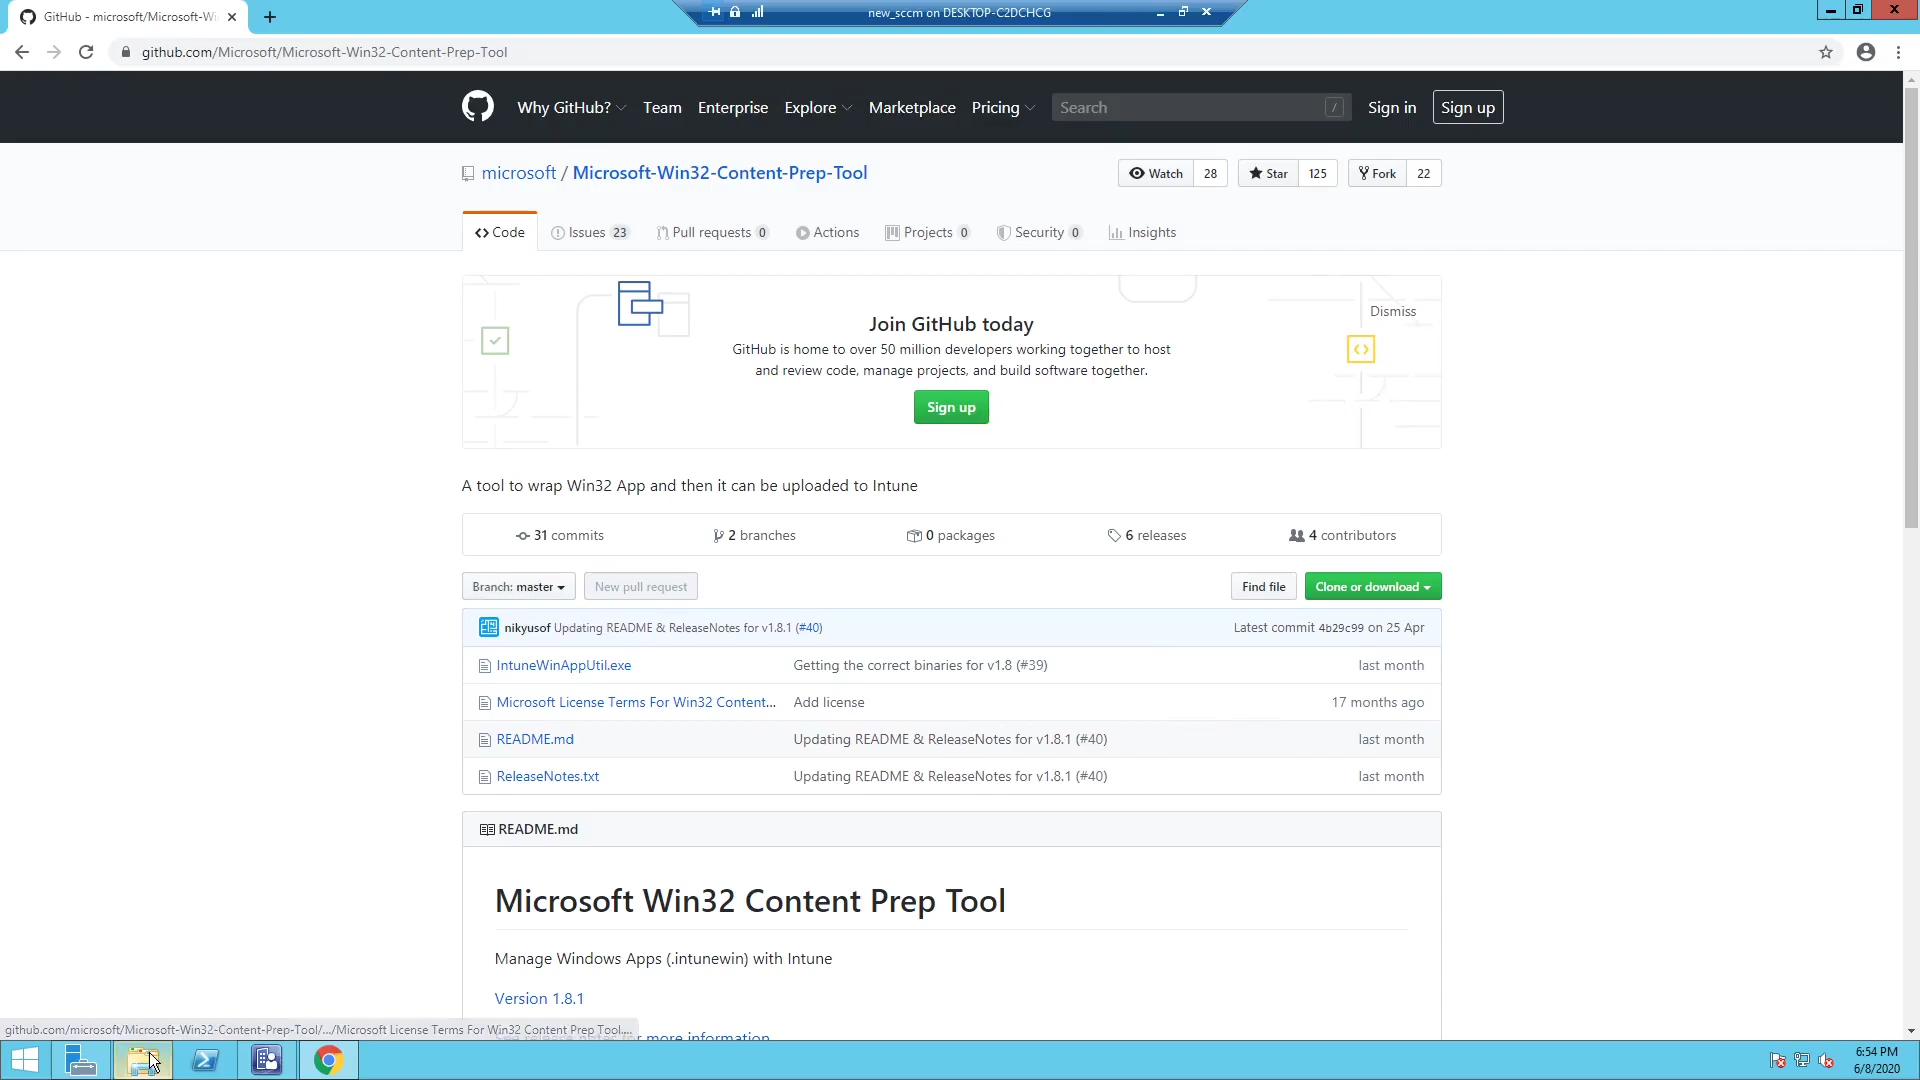 GitHub - microsoft/Microsoft-Wi
new_sccm on DESKTOP-C2DCHCG
github.com/Microsoft/Microsoft-Win32-Content-Prep-Tool
Why GitHub? Team Enterprise Explore Marketplace Pricing Search / Sign in Sign up
microsoft / Microsoft-Win32-Content-Prep-Tool Watch 28 Star 125 Fork 22
Code Issues 23 Pull requests 0 Actions Projects 0 Security 0 Insights
Dismiss
Join GitHub today
GitHub is home to over 50 million developers working together to host
and review code, manage projects, and build software together.
Sign up
A tool to wrap Win32 App and then it can be uploaded to Intune
31 commits 2 branches 0 packages 6 releases 4 contributors
Branch: master New pull request Find file Clone or download
nikyusof Updating README & ReleaseNotes for v1.8.1 (#40) Latest commit 4b29c99 on 25 Apr
IntuneWinAppUtil.exe Getting the correct binaries for v1.8 (#39) last month
Microsoft License Terms For Win32 Content... Add license 17 months ago
README.md Updating README & ReleaseNotes for v1.8.1 (#40) last month
ReleaseNotes.txt Updating README & ReleaseNotes for v1.8.1 (#40) last month
README.md
Microsoft Win32 Content Prep Tool
Manage Windows Apps (.intunewin) with Intune
Version 1.8.1
github.com/microsoft/Microsoft-Win32-Content-Prep-Tool/.../Microsoft License Terms For Win32 Content Prep Tool....
See release notes for more information
6:54 PM
6/8/2020